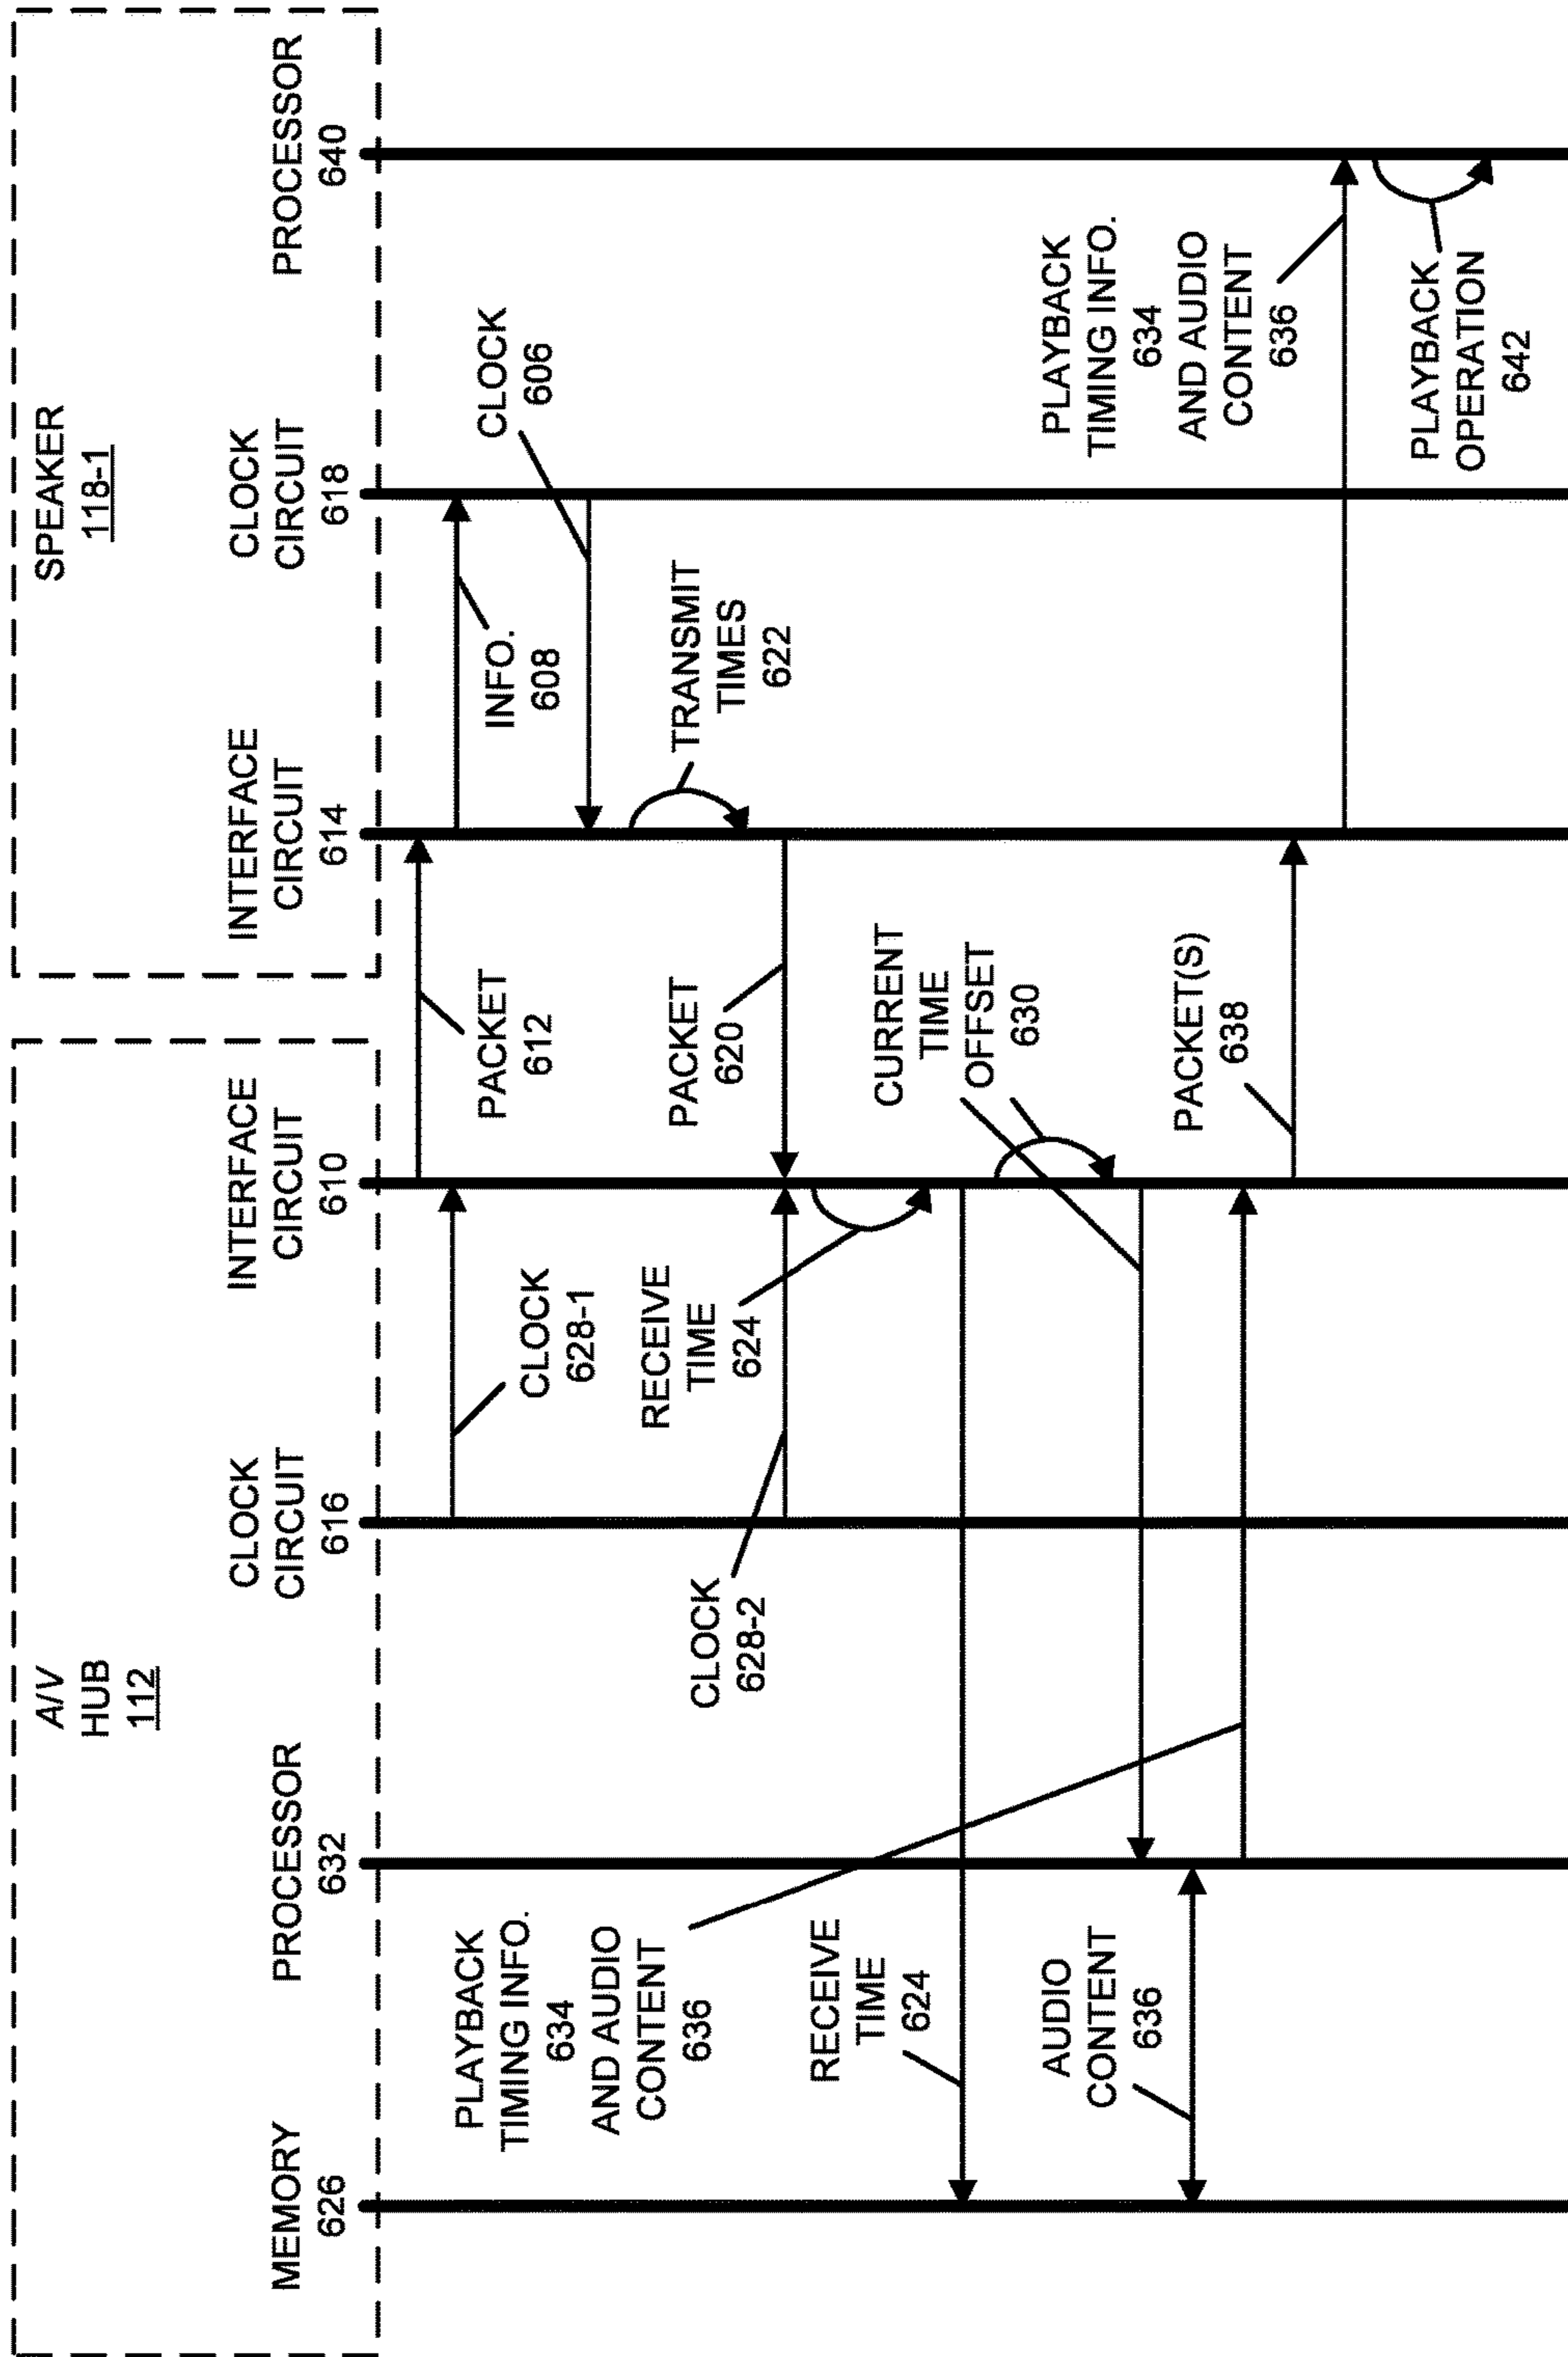 A/V
HUB
112
SPEAKER
118-1
MEMORY
626
PROCESSOR
632
CLOCK
CIRCUIT
616
INTERFACE
CIRCUIT
610
INTERFACE
CIRCUIT
614
CLOCK
CIRCUIT
618
PROCESSOR
640
PACKET
612
CLOCK
628-1
INFO.
608
CLOCK
606
TRANSMIT
TIMES
622
PACKET
620
CLOCK
628-2
RECEIVE
TIME
624
PLAYBACK
TIMING INFO.
634
AND AUDIO
CONTENT
636
RECEIVE
TIME
624
CURRENT
TIME
OFFSET
630
AUDIO
CONTENT
636
PACKET(S)
638
PLAYBACK
TIMING INFO.
634
AND AUDIO
CONTENT
636
PLAYBACK
OPERATION
642